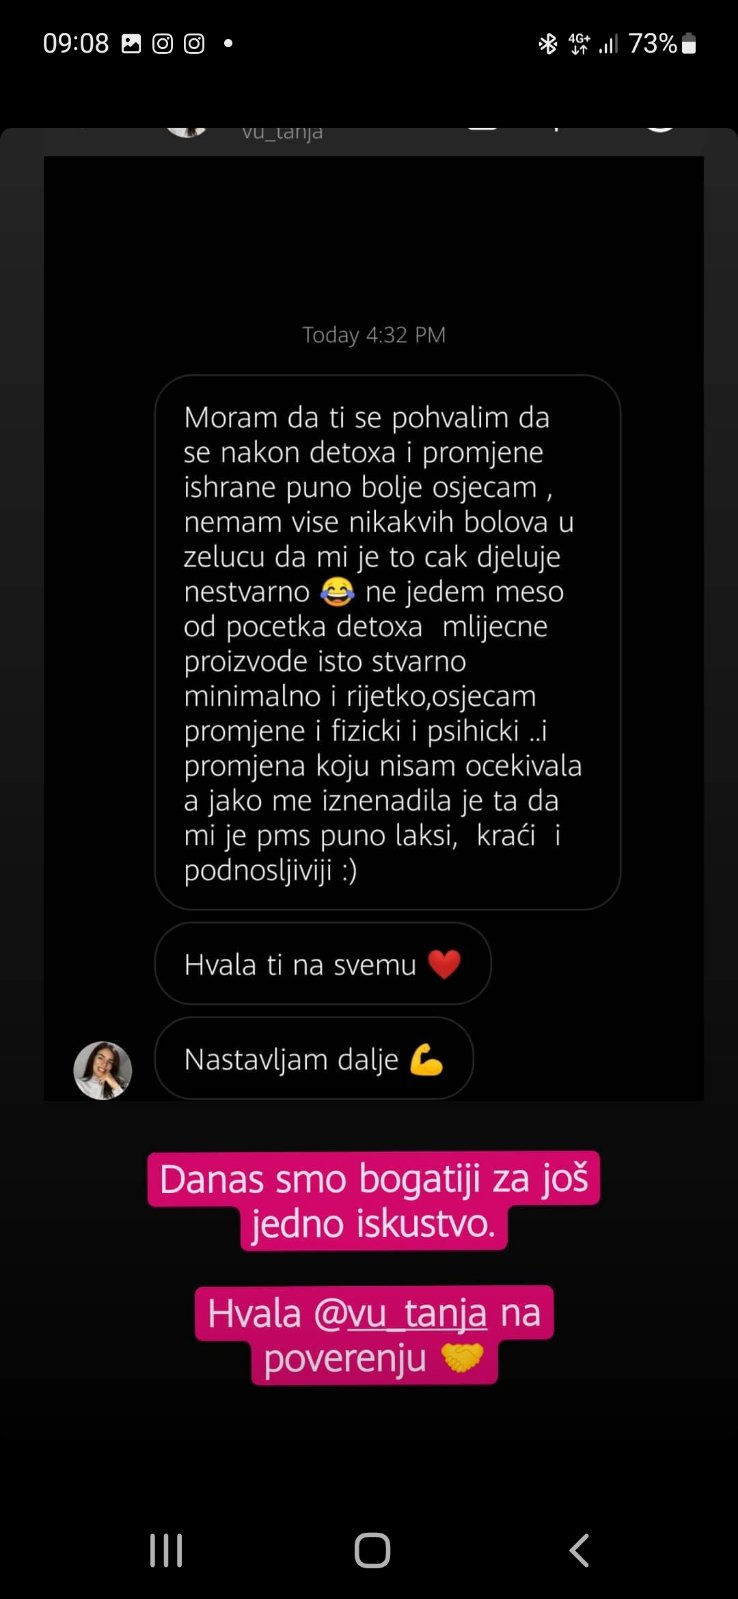 09:08
4G+
73%
vu_tanja
Today 4:32 PM
Moram da ti se pohvalim da
se nakon detoxa i promjene
ishrane puno bolje osjecam ,
nemam vise nikakvih bolova u
zelucu da mi je to cak djeluje
nestvarno 😂 ne jedem meso
od pocetka detoxa  mlijecne
proizvode isto stvarno
minimalno i rijetko,osjecam
promjene i fizicki i psihicki ..i
promjena koju nisam ocekivala
a jako me iznenadila je ta da
mi je pms puno laksi,  kraći  i
podnosljiviji :)
Hvala ti na svemu ❤️
Nastavljam dalje 💪
Danas smo bogatiji za još
jedno iskustvo.
Hvala @vu_tanja na
poverenju 🤝